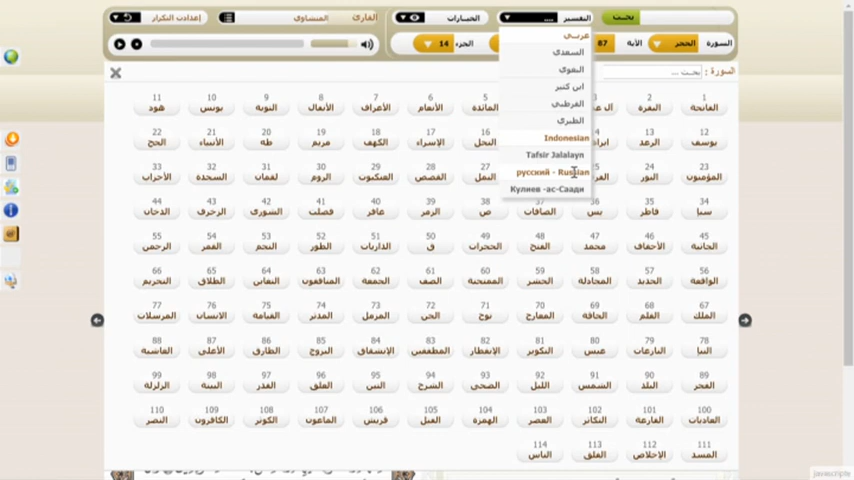 بحث التفسير .... الخيارات القارئ المنشاوي إعدادت التكرار
السورة الحجر الآية 87 الجزء 14
عربي
السعدي
البغوي
ابن كثير
القرطبي
الطبري
Indonesian
Tafsir Jalalayn
русский - Russian
Кулиев -ас-Саади
السورة : بحث ...
1 2 3 5 6 7 8 9 10 11
الفاتحة البقرة آل المائدة الأنعام الأعراف الأنفال التوبة يونس هود
12 13 14 16 17 18 19 20 21 22
يوسف الرعد النحل الإسراء الكهف مريم طه الأنبياء الحج
23 24 27 28 29 30 31 32 33
المؤمنون النور النمل القصص العنكبوت الروم لقمان السجدة الأحزاب
34 35 36 37 38 39 40 41 42 43 44
سبأ فاطر يس الصافات ص الزمر غافر فصلت الشورى الزخرف الدخان
45 46 47 48 49 50 51 52 53 54 55
الجاثية الأحقاف محمد الفتح الحجرات ق الذاريات الطور النجم القمر الرحمن
56 57 58 59 60 61 62 63 64 65 66
الواقعة الحديد المجادلة الحشر الممتحنة الصف الجمعة المنافقون التغابن الطلاق التحريم
67 68 69 70 71 72 73 74 75 76 77
الملك القلم الحاقة المعارج نوح الجن المزمل المدثر القيامة الانسان المرسلات
78 79 80 81 82 83 84 85 86 87 88
النبأ النازعات عبس التكوير الإنفطار المطففين الإنشقاق البروج الطارق الأعلى الغاشية
89 90 91 92 93 94 95 96 97 98 99
الفجر البلد الشمس الليل الضحى الشرح التين العلق القدر البينة الزلزلة
100 101 102 103 104 105 106 107 108 109 110
العاديات القارعة التكاثر العصر الهمزة الفيل قريش الماعون الكوثر الكافرون النصر
111 112 113 114
المسد الإخلاص الفلق الناس
javascript: